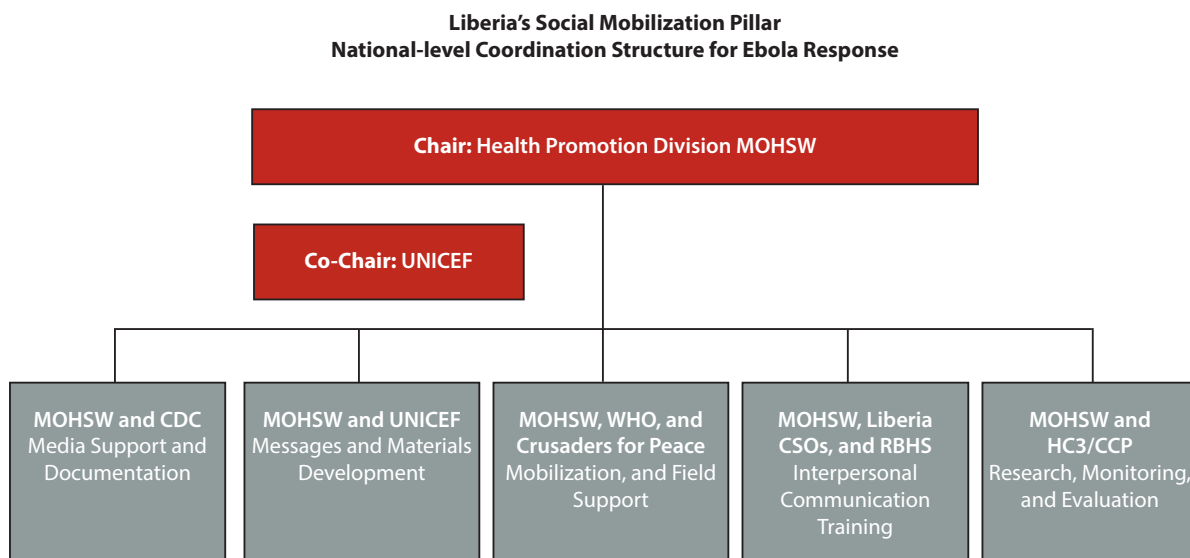 Liberia's Social Mobilization Pillar
National-level Coordination Structure for Ebola Response
Chair: Health Promotion Division MOHSW
Co-Chair: UNICEF
MOHSW and CDC
Media Support and
Documentation
MOHSW and UNICEF
Messages and Materials
Development
MOHSW, WHO, and
Crusaders for Peace
Mobilization, and Field
Support
MOHSW, Liberia
CSOs, and RBHS
Interpersonal
Communication
Training
MOHSW and
HC3/CCP
Research, Monitoring,
and Evaluation